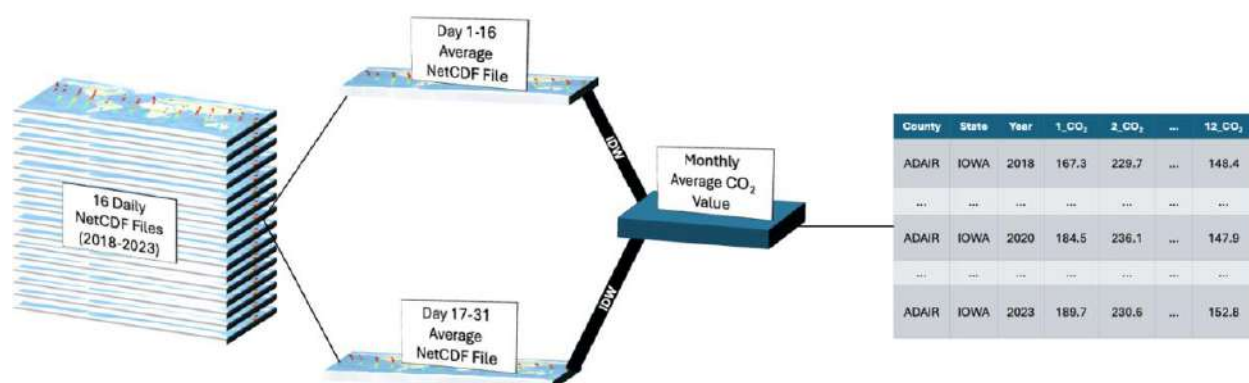 16 Daily
NetCDF Files
(2018-2023)
Day 1-16
Average
NetCDF File
IDW
Day 17-31
Average
NetCDF File
IDW
Monthly
Average CO₂
Value
County State Year 1_CO₂ 2_CO₂ ... 12_CO₂
ADAIR IOWA 2018 167.3 229.7 ... 148.4
... ... ... ... ... ... ...
ADAIR IOWA 2020 184.5 236.1 ... 147.9
... ... ... ... ... ... ...
ADAIR IOWA 2023 189.7 230.6 ... 152.8